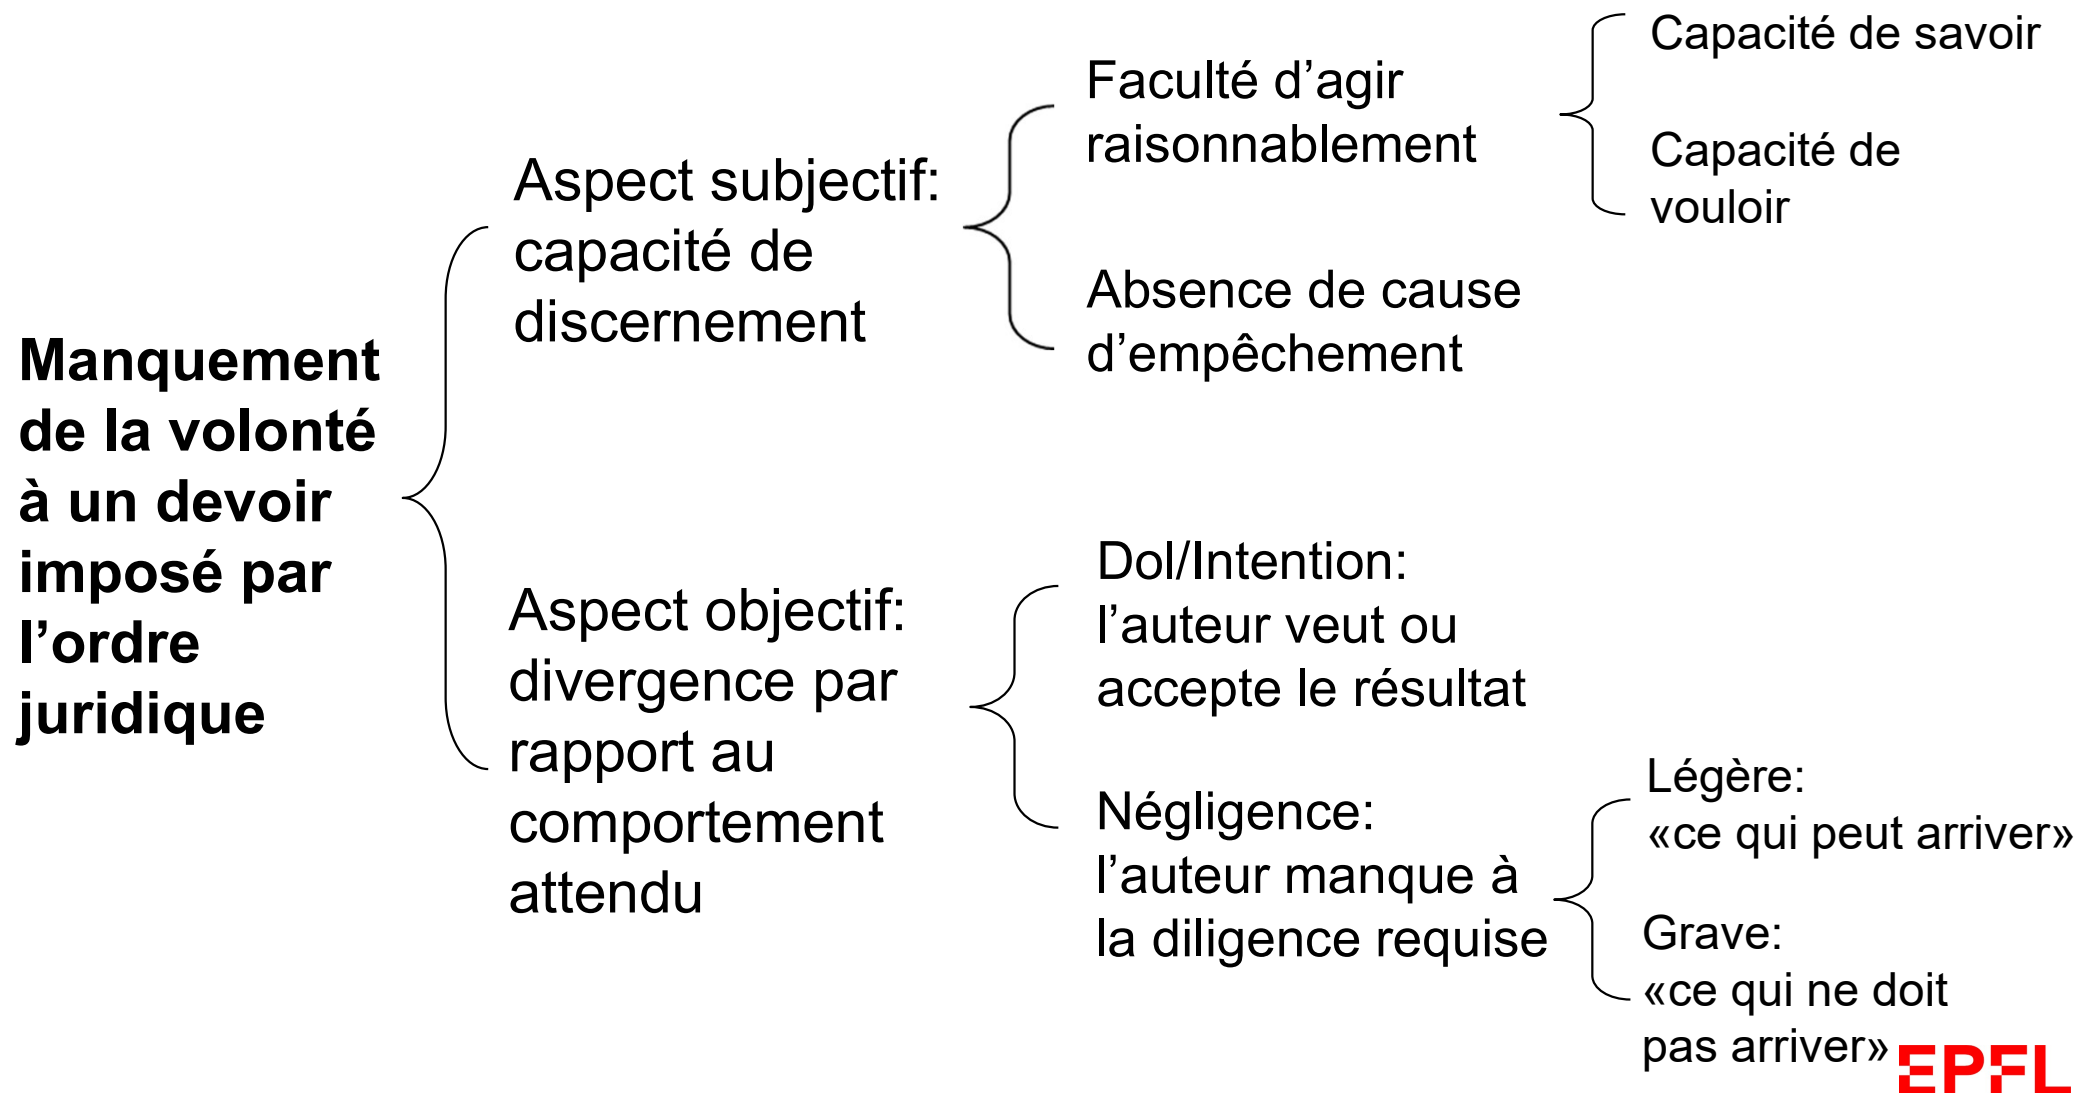 Manquement
de la volonté
à un devoir
imposé par
l’ordre
juridique
Aspect subjectif:
capacité de
discernement
Faculté d’agir
raisonnablement
Capacité de savoir
Capacité de
vouloir
Absence de cause
d’empêchement
Aspect objectif:
divergence par
rapport au
comportement
attendu
Dol/Intention:
l’auteur veut ou
accepte le résultat
Négligence:
l’auteur manque à
la diligence requise
Légère:
«ce qui peut arriver»
Grave:
«ce qui ne doit
pas arriver»
EPFL